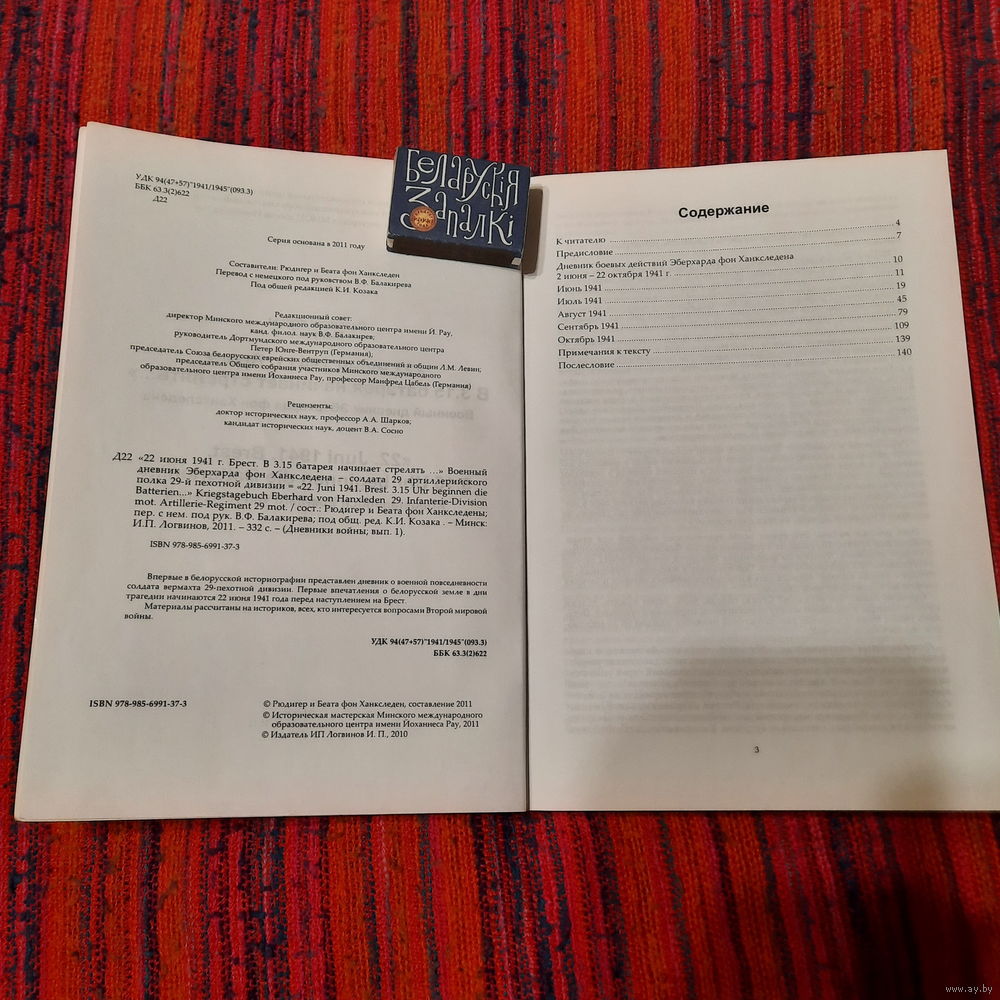 УДК 94(47+57)"1941/1945"(093.3)
ББК 63.3(2)622
Д22
Серия основана в 2011 году
Составители: Рюдигер и Беата фон Ханкследен
Перевод с немецкого под руковством В.Ф. Балакирева
Под общей редакцией К.И. Козака
Редакционный совет:
директор Минского международного образовательного центра имени Й. Рау,
канд. филол. наук В.Ф. Балакирев;
руководитель Дортмундского международного образовательного центра
Петер Юнге-Вентруп (Германия);
председатель Союза белорусских еврейских общественных объединений и общин Л.М. Левин;
председатель Общего собрания участников Минского международного
образовательного центра имени Йоханнеса Рау, профессор Манфред Цабель (Германия)
Рецензенты:
доктор исторических наук, профессор А.А. Шарков;
кандидат исторических наук, доцент В.А. Сосно
Д22 «22 июня 1941 г. Брест. В 3.15 батарея начинает стрелять ...» Военный
дневник Эберхарда фон Ханкследена – солдата 29 артиллерийского
полка 29-й пехотной дивизии = «22. Juni 1941. Brest. 3.15 Uhr beginnen die
Batterien...» Kriegstagebuch Eberhard von Hanxleden. 29. Infanterie-Division
mot. Artillerie-Regiment 29 mot. / сост.: Рюдигер и Беата фон Ханкследены;
пер. с нем. под рук. В.Ф. Балакирева; под общ. ред. К.И. Козака . – Минск:
И.П. Логвинов, 2011. – 332 с. – (Дневники войны; вып. 1).
ISBN 978-985-6991-37-3
Впервые в белорусской историографии представлен дневник о военной повседневности
солдата вермахта 29-пехотной дивизии. Первые впечатления о белорусской земле в дни
трагедии начинаются 22 июня 1941 года перед наступлением на Брест.
Материалы рассчитаны на историков, всех, кто интересуется вопросами Второй мировой
войны.
УДК 94(47+57)"1941/1945"(093.3)
ББК 63.3(2)622
ISBN 978-985-6991-37-3
© Рюдигер и Беата фон Ханкследен, составление 2011
© Историческая мастерская Минского международного
образовательного центра имени Йоханнеса Рау, 2011
© Издатель ИП Логвинов И. П., 2010
Беларускія
Запалкі
Содержание
К читателю 4
Предисловие 7
Дневник боевых действий Эберхарда фон Ханкследена
2 июня – 22 октября 1941 г. 10
Июнь 1941 11
Июль 1941 19
Август 1941 45
Сентябрь 1941 79
Октябрь 1941 109
Примечания к тексту 139
Послесловие 140
3
www.ay.by